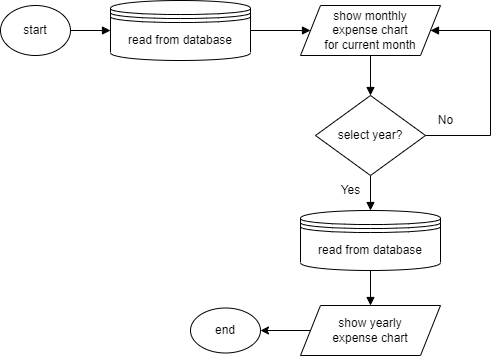 start
read from database
show monthly
expense chart
for current month
select year?
No
Yes
read from database
show yearly
expense chart
end